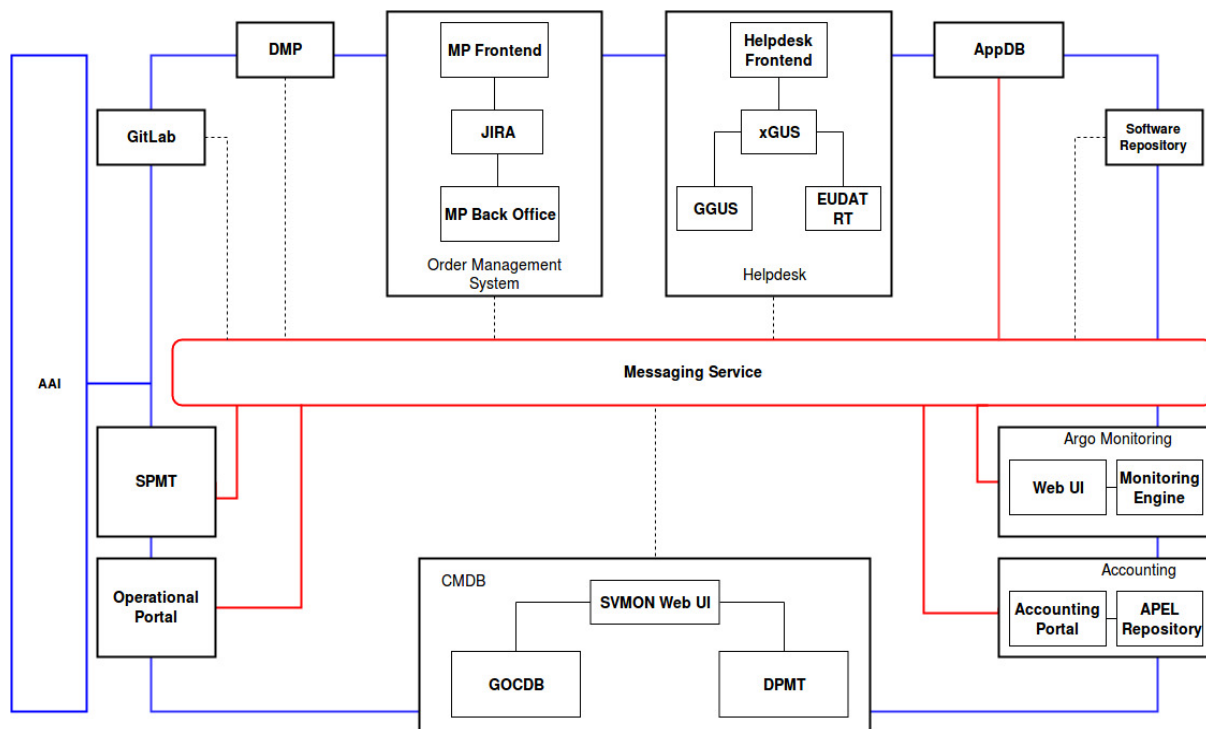 DMP
MP Frontend
Helpdesk
Frontend
AppDB
GitLab
JIRA
xGUS
Software
Repository
MP Back Office
GGUS
EUDAT
RT
Order Management
System
Helpdesk
AAI
Messaging Service
SPMT
Argo Monitoring
Web UI
Monitoring
Engine
Operational
Portal
CMDB
SVMON Web UI
GOCDB
DPMT
Accounting
Accounting
Portal
APEL
Repository